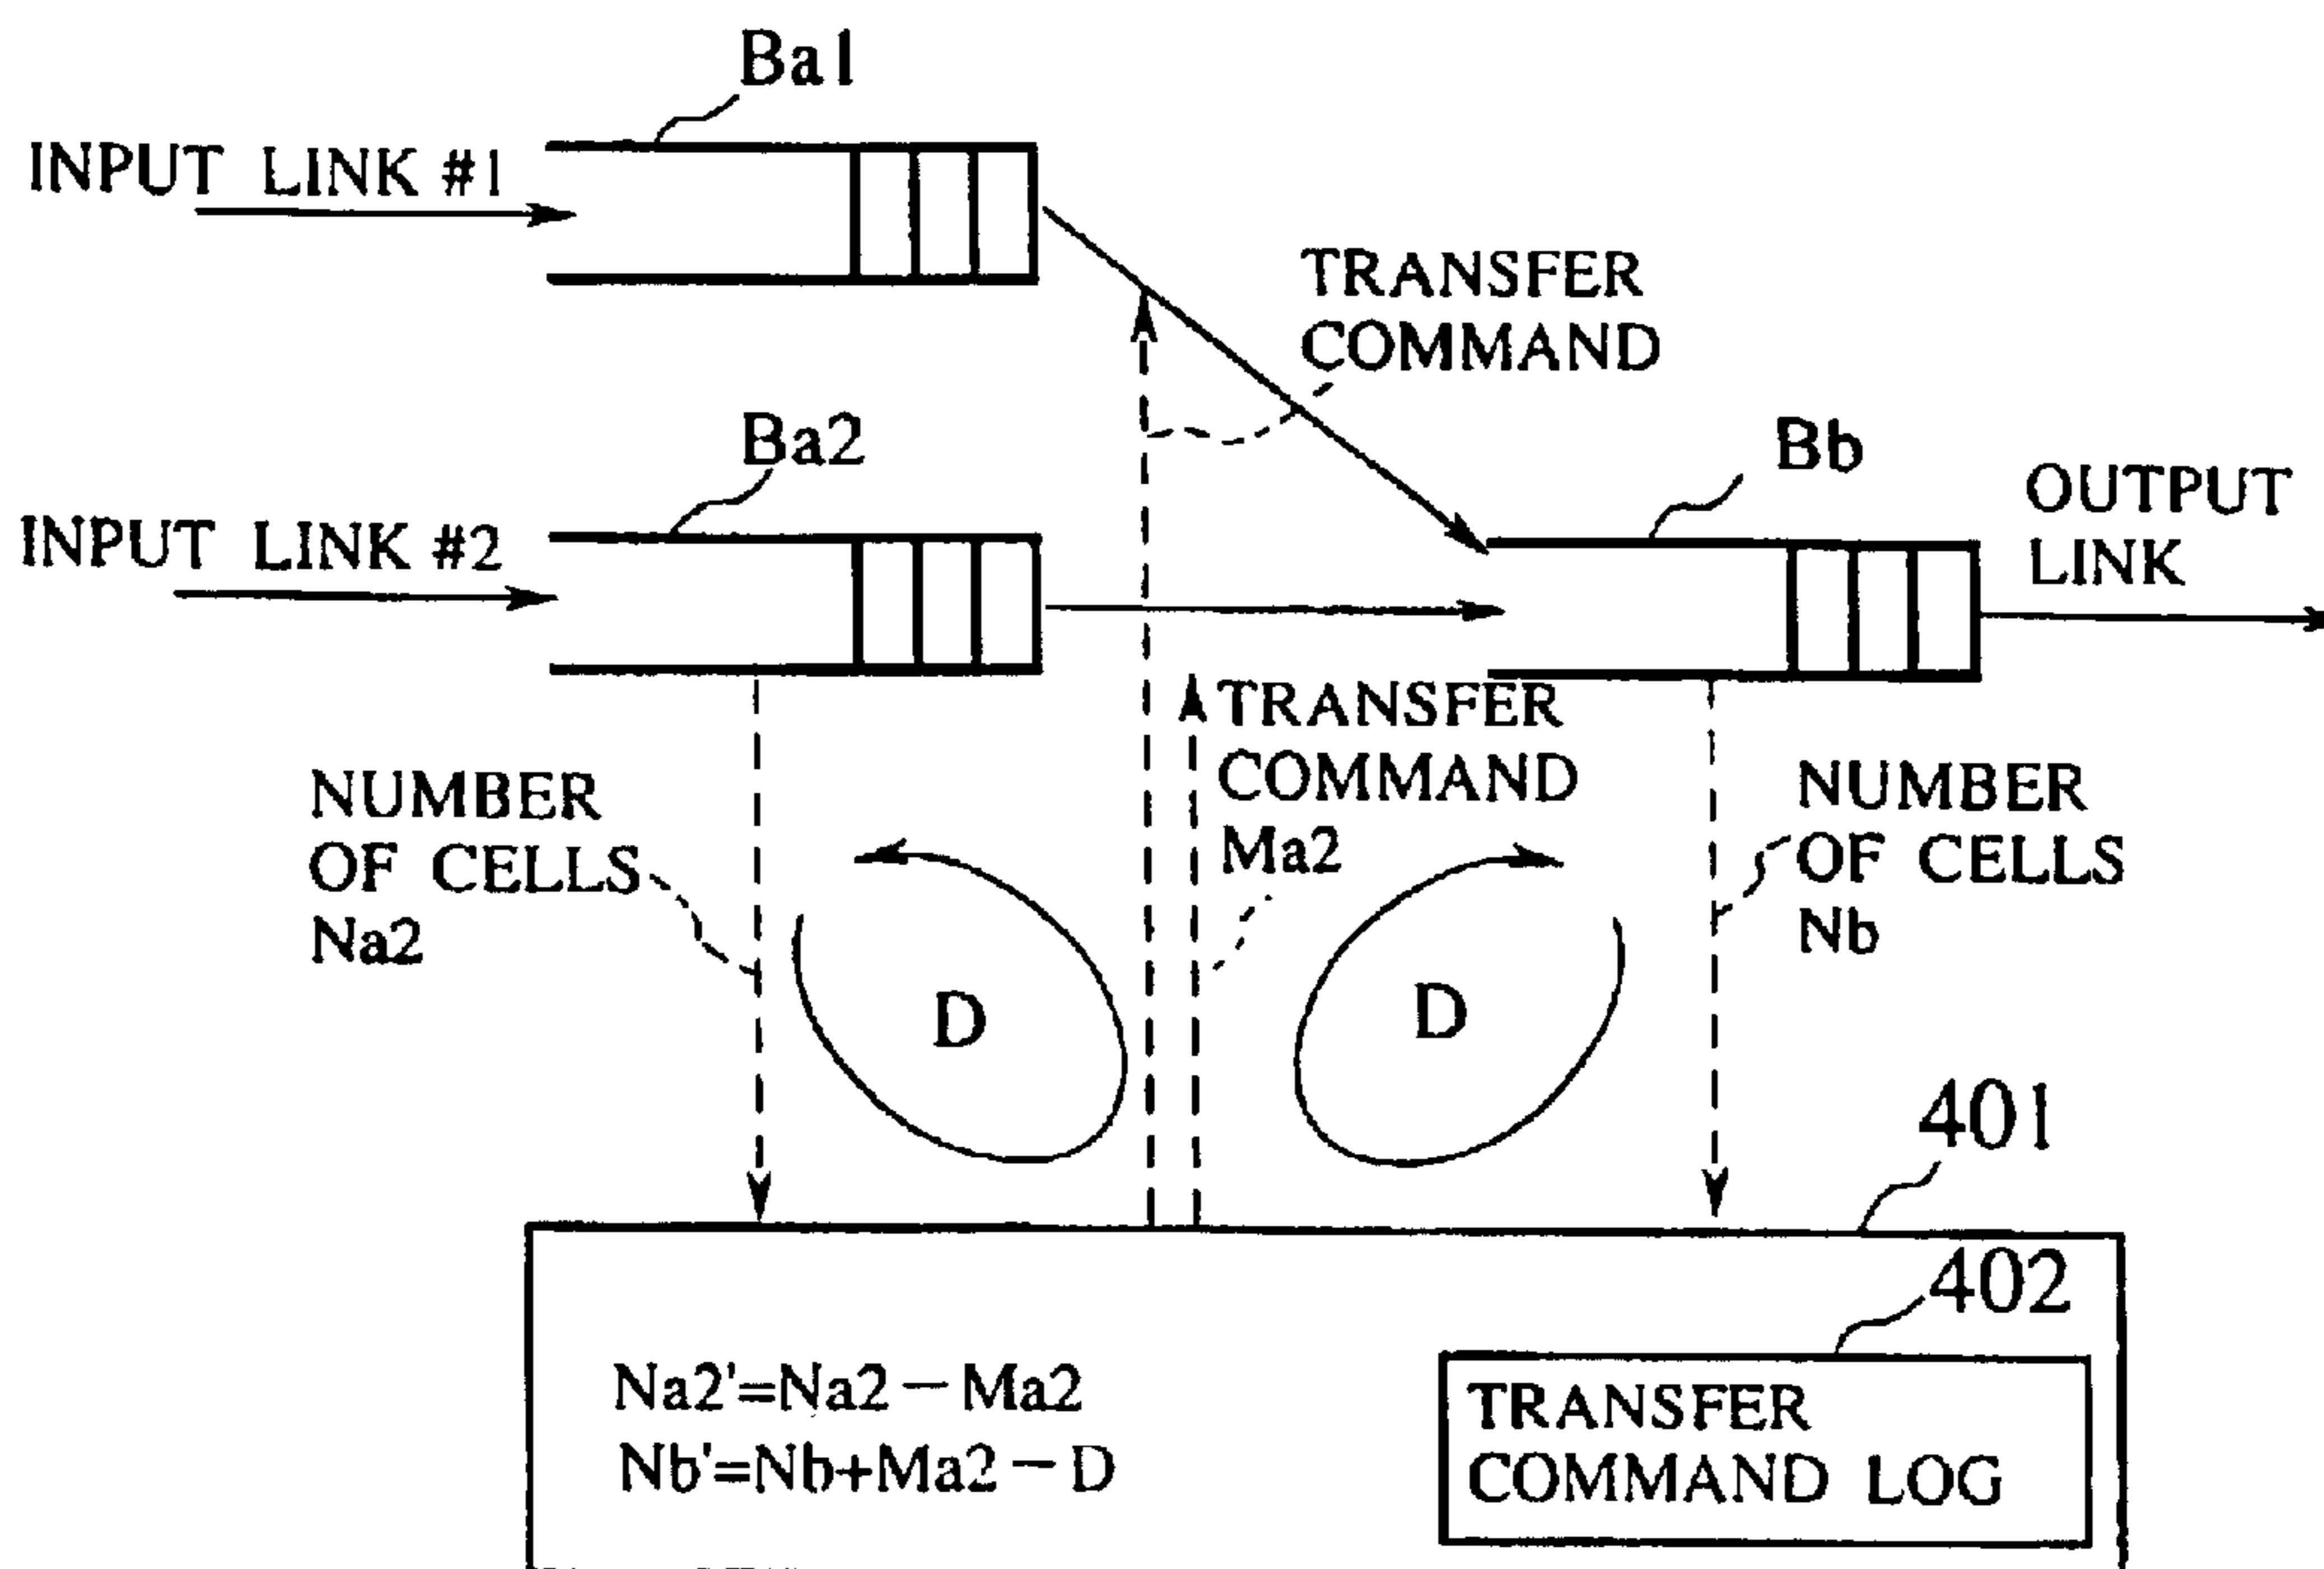 Ba1
INPUT LINK #1
TRANSFER
COMMAND
Ba2
Bb
INPUT LINK #2
OUTPUT
LINK
TRANSFER
COMMAND
Ma2
NUMBER
OF CELLS
Na2
NUMBER
OF CELLS
Nb
D
D
401
402
Na2'=Na2－Ma2
Nb'=Nb+Ma2－D
TRANSFER
COMMAND LOG